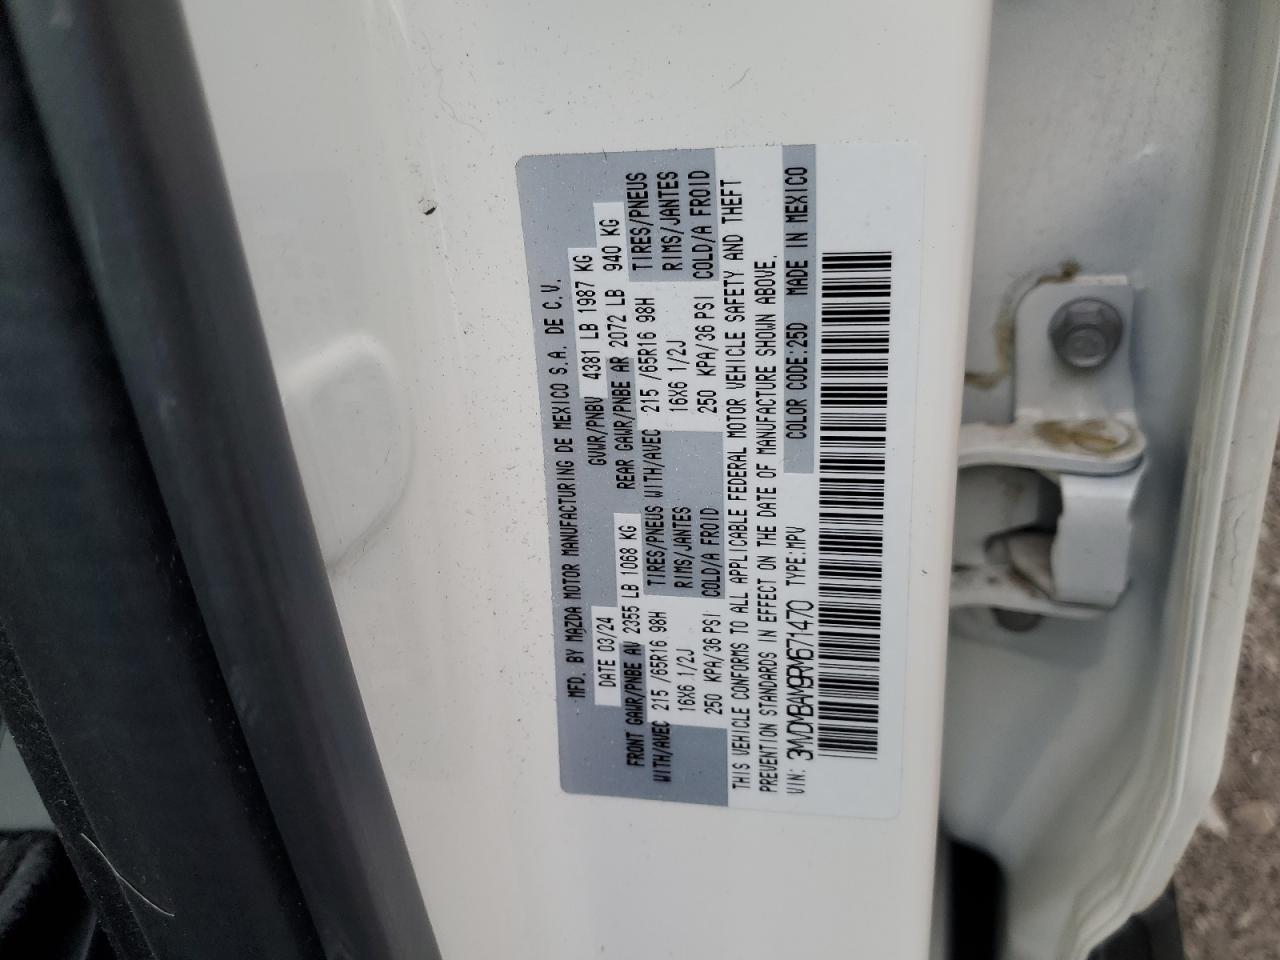 MFD. BY MAZDA MOTOR MANUFACTURING DE MEXICO S.A. DE C.V.
DATE 03/24 GVWR/PNBV 4381 LB 1987 KG
FRONT GAWR/PNBE AV 2355 LB 1068 KG REAR GAWR/PNBE AR 2072 LB 940 KG
WITH/AVEC 215 /65R16 98H TIRES/PNEUS WITH/AVEC 215 /65R16 98H TIRES/PNEUS
16X6 1/2J RIMS/JANTES 16X6 1/2J RIMS/JANTES
250 KPA/36 PSI COLD/A FROID 250 KPA/36 PSI COLD/A FROID
THIS VEHICLE CONFORMS TO ALL APPLICABLE FEDERAL MOTOR VEHICLE SAFETY AND THEFT
PREVENTION STANDARDS IN EFFECT ON THE DATE OF MANUFACTURE SHOWN ABOVE.
VIN: 3MVDMBAM9RM671470 TYPE:MPV COLOR CODE:25D MADE IN MEXICO